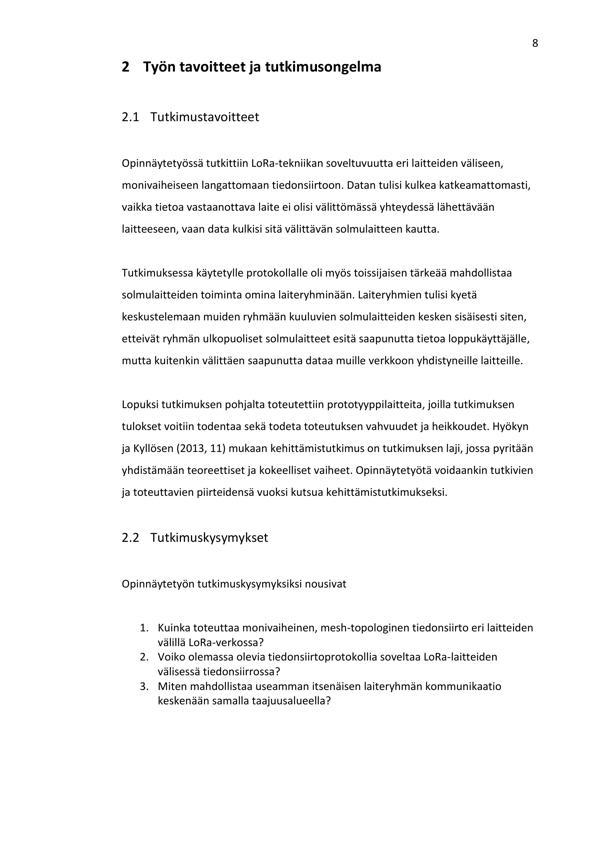 8
2 Työn tavoitteet ja tutkimusongelma
2.1 Tutkimustavoitteet
Opinnäytetyössä tutkittiin LoRa-tekniikan soveltuvuutta eri laitteiden väliseen,
monivaiheiseen langattomaan tiedonsiirtoon. Datan tulisi kulkea katkeamattomasti,
vaikka tietoa vastaanottava laite ei olisi välittömässä yhteydessä lähettävään
laitteeseen, vaan data kulkisi sitä välittävän solmulaitteen kautta.
Tutkimuksessa käytetylle protokollalle oli myös toissijaisen tärkeää mahdollistaa
solmulaitteiden toiminta omina laiteryhminään. Laiteryhmien tulisi kyetä
keskustelemaan muiden ryhmään kuuluvien solmulaitteiden kesken sisäisesti siten,
etteivät ryhmän ulkopuoliset solmulaitteet esitä saapunutta tietoa loppukäyttäjälle,
mutta kuitenkin välittäen saapunutta dataa muille verkkoon yhdistyneille laitteille.
Lopuksi tutkimuksen pohjalta toteutettiin prototyyppilaitteita, joilla tutkimuksen
tulokset voitiin todentaa sekä todeta toteutuksen vahvuudet ja heikkoudet. Hyökyn
ja Kyllösen (2013, 11) mukaan kehittämistutkimus on tutkimuksen laji, jossa pyritään
yhdistämään teoreettiset ja kokeelliset vaiheet. Opinnäytetyötä voidaankin tutkivien
ja toteuttavien piirteidensä vuoksi kutsua kehittämistutkimukseksi.
2.2 Tutkimuskysymykset
Opinnäytetyön tutkimuskysymyksiksi nousivat
1. Kuinka toteuttaa monivaiheinen, mesh-topologinen tiedonsiirto eri laitteiden
välillä LoRa-verkossa?
2. Voiko olemassa olevia tiedonsiirtoprotokollia soveltaa LoRa-laitteiden
välisessä tiedonsiirrossa?
3. Miten mahdollistaa useamman itsenäisen laiteryhmän kommunikaatio
keskenään samalla taajuusalueella?